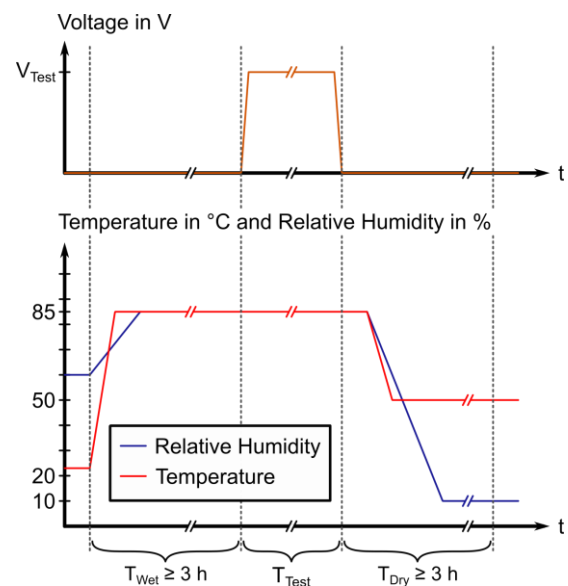 Voltage in V
V_Test
t
Temperature in °C and Relative Humidity in %
85
50
20
10
Relative Humidity
Temperature
t
T_Wet ≥ 3 h
T_Test
T_Dry ≥ 3 h